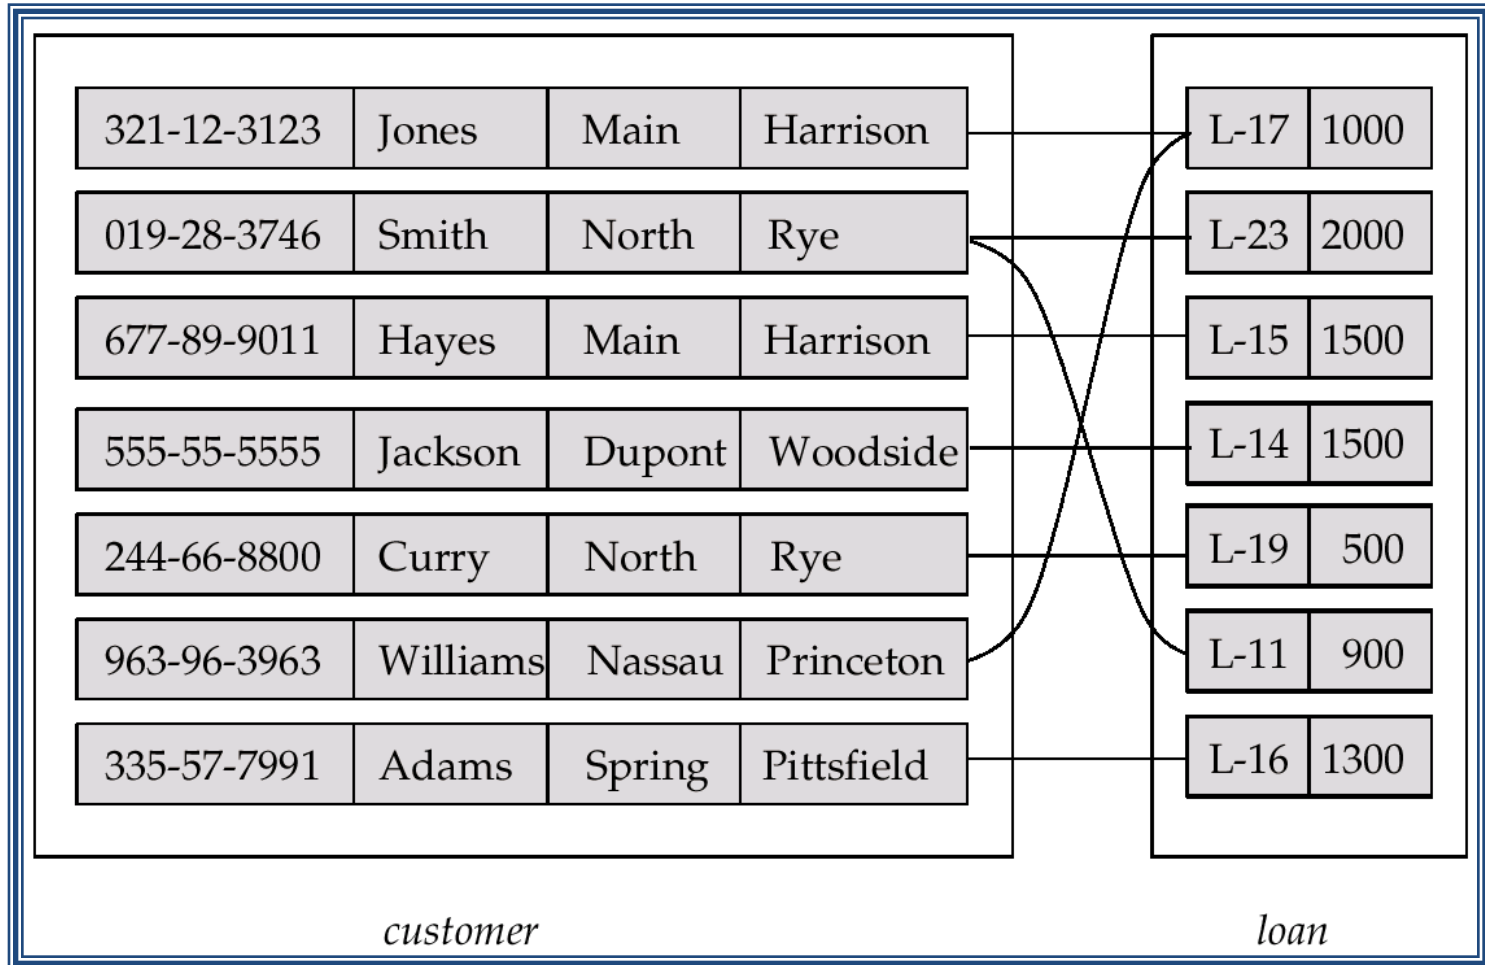 321-12-3123 Jones Main Harrison L-17 1000
019-28-3746 Smith North Rye L-23 2000
677-89-9011 Hayes Main Harrison L-15 1500
555-55-5555 Jackson Dupont Woodside L-14 1500
244-66-8800 Curry North Rye L-19 500
963-96-3963 Williams Nassau Princeton L-11 900
335-57-7991 Adams Spring Pittsfield L-16 1300
customer loan